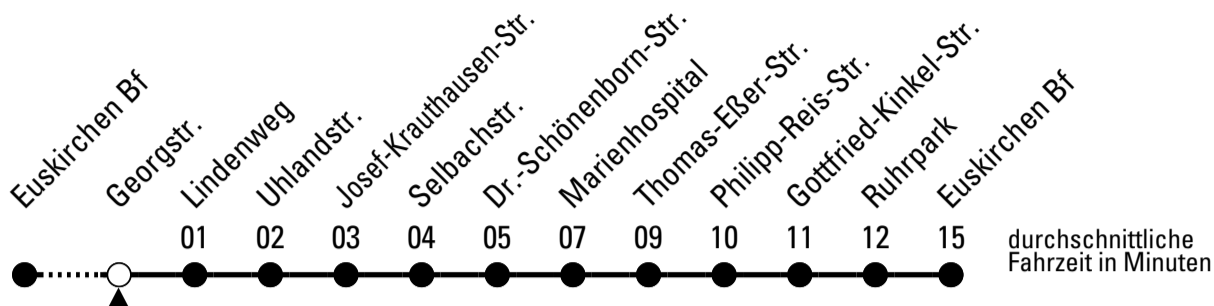 Euskirchen Bf
Georgstr.
Lindenweg
Uhlandstr.
Josef-Krauthausen-Str.
Selbachstr.
Dr.-Schönenborn-Str.
Marienhospital
Thomas-Eßer-Str.
Philipp-Reis-Str.
Gottfried-Kinkel-Str.
Ruhrpark
Euskirchen Bf
01 02 03 04 05 07 09 10 11 12 15
durchschnittliche
Fahrzeit in Minuten